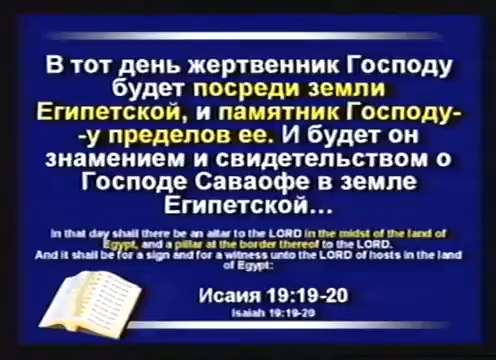 В тот день жертвенник Господу
будет посреди земли
Египетской, и памятник Господу-
-у пределов ее. И будет он
знамением и свидетельством о
Господе Саваофе в земле
Египетской...
In that day shall there be an altar to the LORD in the midst of the land of
Egypt, and a pillar at the border thereof to the LORD.
And it shall be for a sign and for a witness unto the LORD of hosts in the land
of Egypt:
Исаия 19:19-20
Isaiah 19:19-20